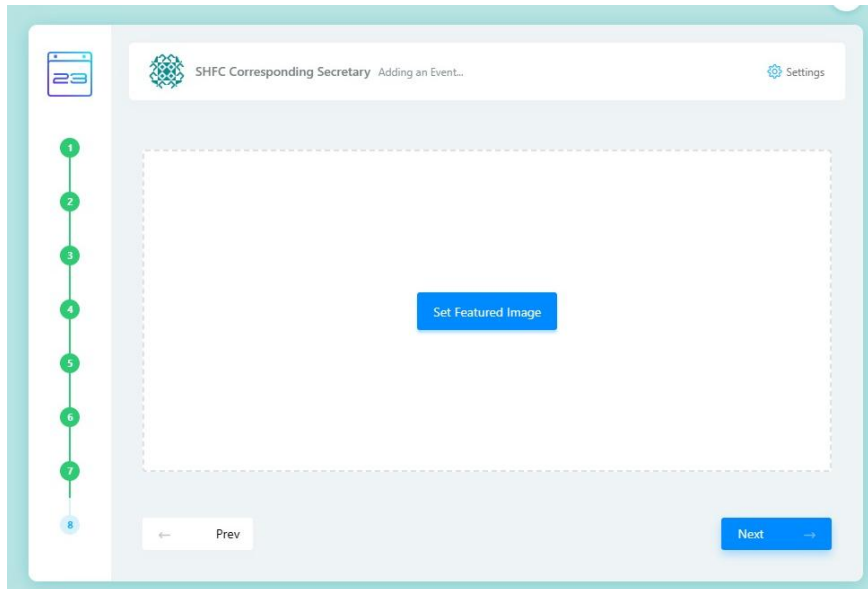 23
SHFC Corresponding Secretary Adding an Event...
Settings
1
2
3
4
5
6
7
8
Set Featured Image
← Prev
Next →